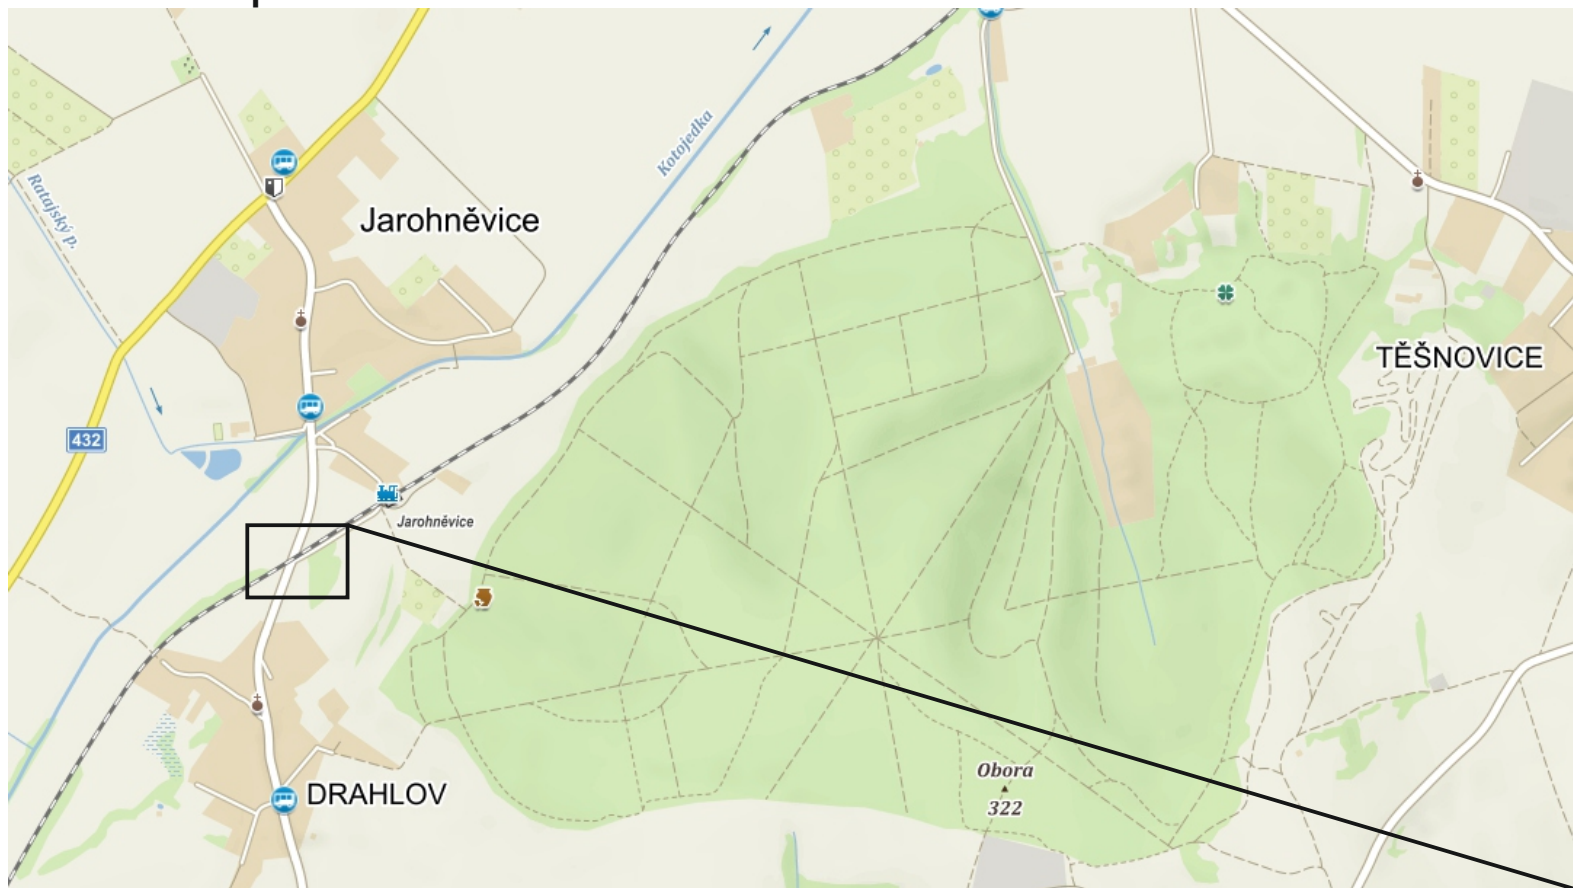 Kotojedka
Ratajský p.
Jarohněvice
TĚŠNOVICE
432
Jarohněvice
Obora
322
DRAHLOV